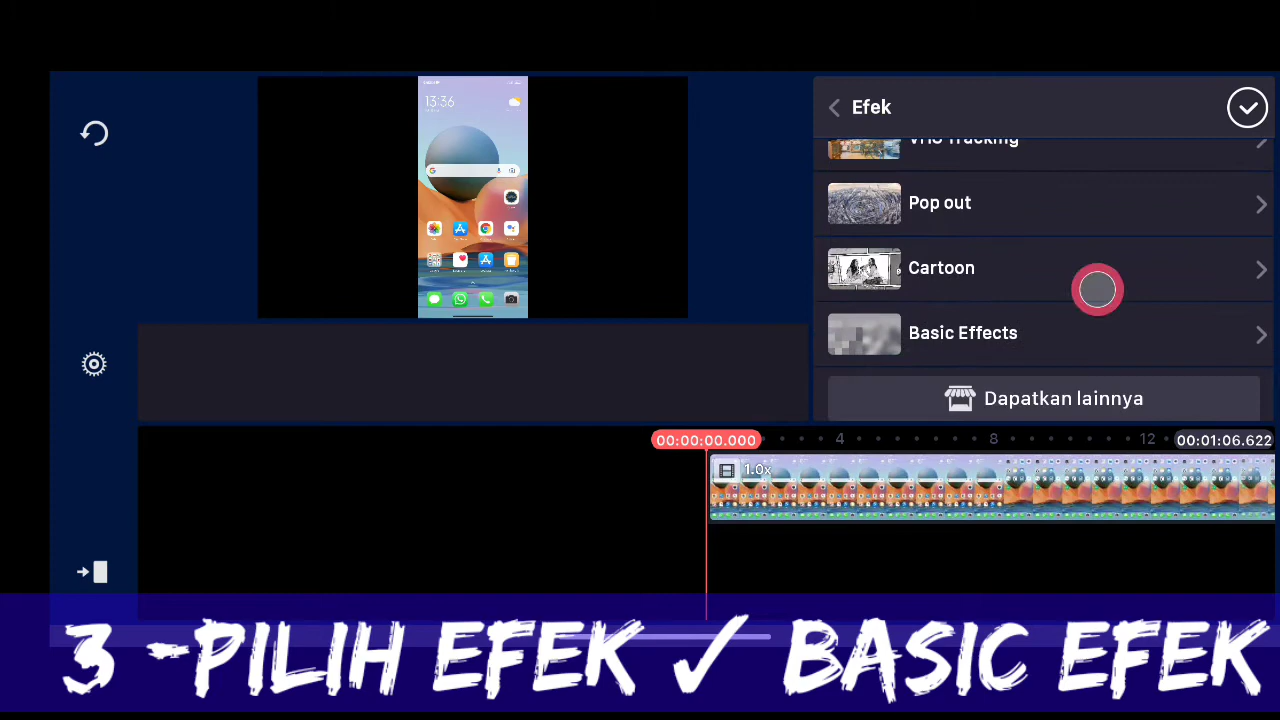 13:36
Efek
VHS Tracking
Pop out
Cartoon
Basic Effects
Dapatkan lainnya
00:00:00.000
4
8
12
00:01:06.622
1.0x
3 -PILIH EFEK ✓ BASIC EFEK